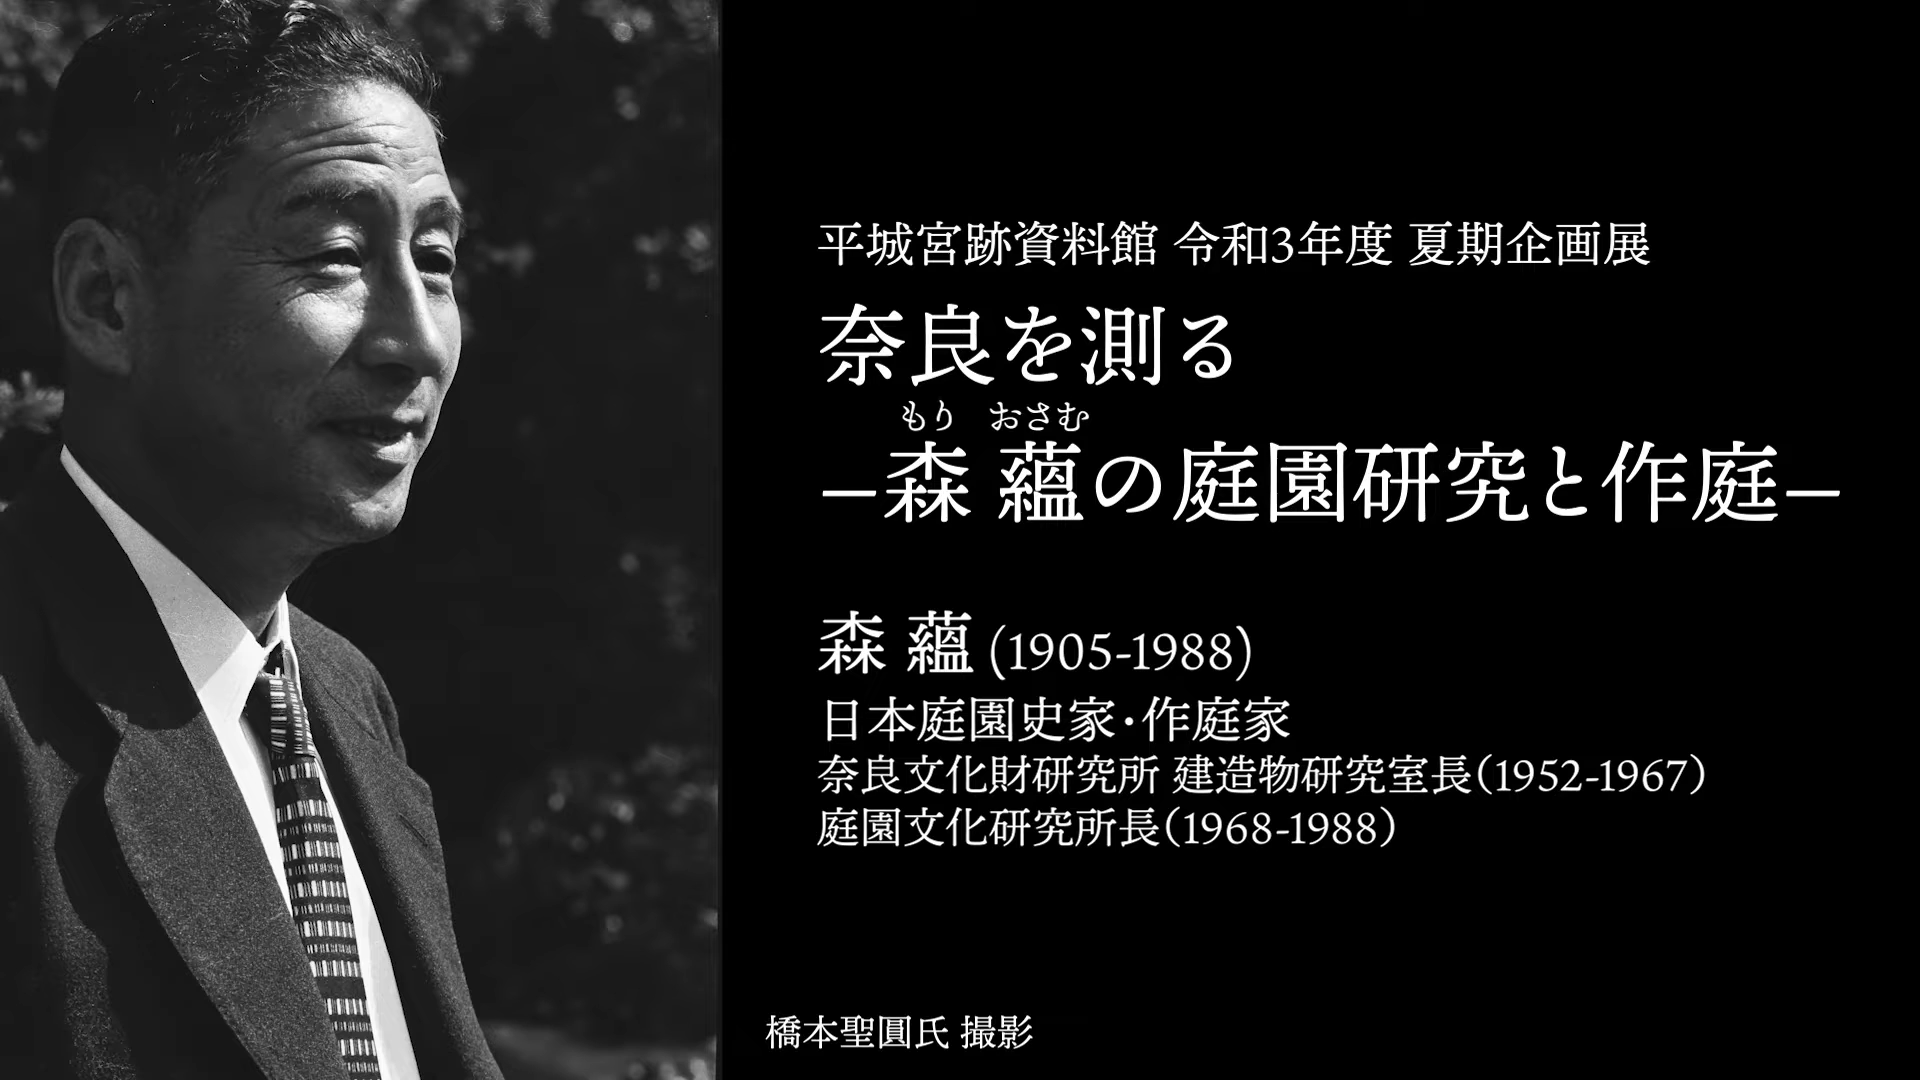 平城宮跡資料館 令和3年度 夏期企画展
奈良を測る
もり おさむ
–森 蘊の庭園研究と作庭–
森 蘊 (1905-1988)
日本庭園史家・作庭家
奈良文化財研究所 建造物研究室長(1952-1967)
庭園文化研究所長(1968-1988)
橋本聖圓氏 撮影